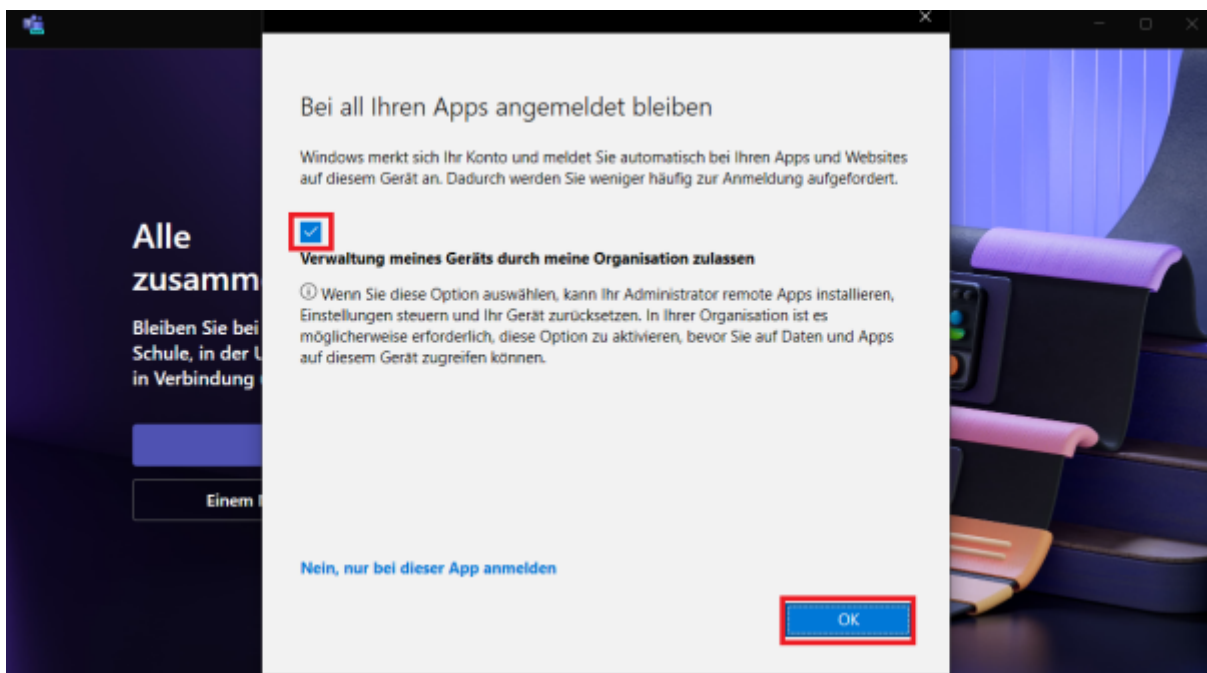 Bei all Ihren Apps angemeldet bleiben
Windows merkt sich Ihr Konto und meldet Sie automatisch bei Ihren Apps und Websites
auf diesem Gerät an. Dadurch werden Sie weniger häufig zur Anmeldung aufgefordert.
Verwaltung meines Geräts durch meine Organisation zulassen
Wenn Sie diese Option auswählen, kann Ihr Administrator remote Apps installieren,
Einstellungen steuern und Ihr Gerät zurücksetzen. In Ihrer Organisation ist es
möglicherweise erforderlich, diese Option zu aktivieren, bevor Sie auf Daten und Apps
auf diesem Gerät zugreifen können.
Nein, nur bei dieser App anmelden
OK
Alle
zusamm
Bleiben Sie bei
Schule, in der U
in Verbindung
Einem